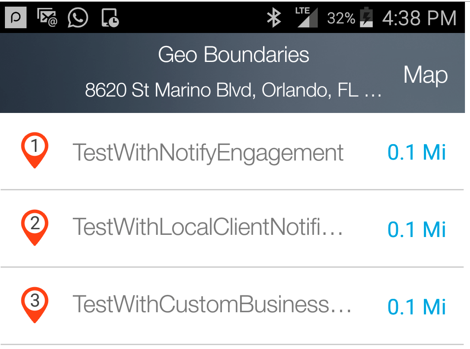 LTE 32% 4:38 PM
Geo Boundaries
Map
8620 St Marino Blvd, Orlando, FL ...
1 TestWithNotifyEngagement 0.1 Mi
2 TestWithLocalClientNotifi... 0.1 Mi
3 TestWithCustomBusiness... 0.1 Mi